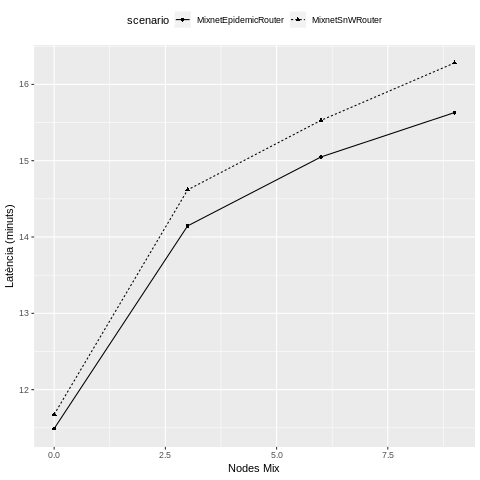 scenario MixnetEpidemicRouter MixnetSnWRouter
Latència (minuts)
16
15
14
13
12
0.0 2.5 5.0 7.5
Nodes Mix